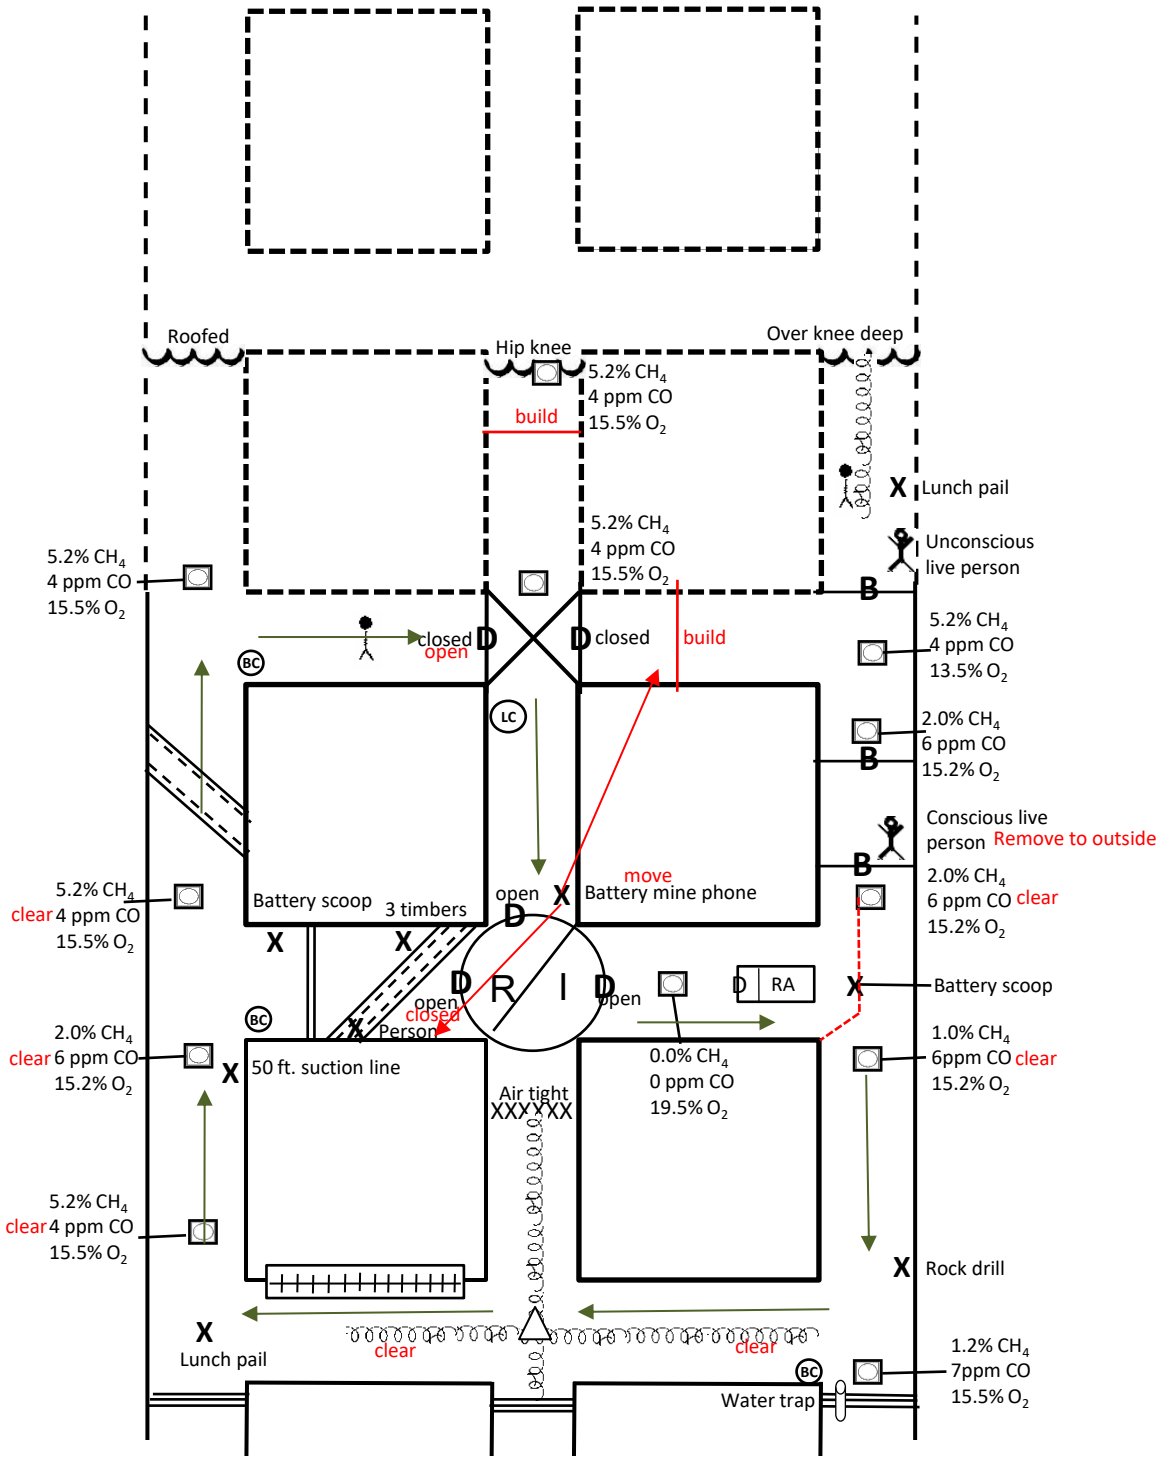 Roofed
Hip knee
Over knee deep
5.2% CH₄
4 ppm CO
15.5% O₂
build
X Lunch pail
5.2% CH₄
4 ppm CO
15.5% O₂
5.2% CH₄
4 ppm CO
15.5% O₂
Unconscious
live person
B
5.2% CH₄
4 ppm CO
13.5% O₂
closed D
open
D closed
build
BC
LC
2.0% CH₄
6 ppm CO
15.2% O₂
B
Conscious live
person Remove to outside
B
2.0% CH₄
6 ppm CO clear
15.2% O₂
move
5.2% CH₄
clear 4 ppm CO
15.5% O₂
Battery scoop
3 timbers
open
X Battery mine phone
D
X
X
D
R I
D
open
closed
open
D RA
X Battery scoop
BC
X
Person
2.0% CH₄
clear 6 ppm CO
15.2% O₂
X 50 ft. suction line
0.0% CH₄
0 ppm CO
19.5% O₂
1.0% CH₄
6ppm CO clear
15.2% O₂
Air tight
XXXXXX
5.2% CH₄
clear 4 ppm CO
15.5% O₂
X Rock drill
X
Lunch pail
clear
clear
BC
1.2% CH₄
7ppm CO
15.5% O₂
Water trap